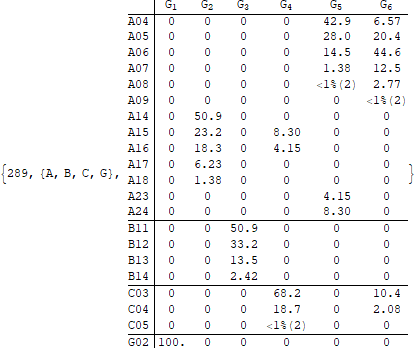 G1 G2 G3 G4 G5 G6
A04 0 0 0 0 42.9 6.57
A05 0 0 0 0 28.0 20.4
A06 0 0 0 0 14.5 44.6
A07 0 0 0 0 1.38 12.5
A08 0 0 0 0 <1%(2) 2.77
A09 0 0 0 0 0 <1%(2)
A14 0 50.9 0 0 0 0
A15 0 23.2 0 8.30 0 0
A16 0 18.3 0 4.15 0 0
A17 0 6.23 0 0 0 0
{289, {A, B, C, G}, }
A18 0 1.38 0 0 0 0
A23 0 0 0 0 4.15 0
A24 0 0 0 0 8.30 0
B11 0 0 50.9 0 0 0
B12 0 0 33.2 0 0 0
B13 0 0 13.5 0 0 0
B14 0 0 2.42 0 0 0
C03 0 0 0 68.2 0 10.4
C04 0 0 0 18.7 0 2.08
C05 0 0 0 <1%(2) 0 0
G02 100. 0 0 0 0 0